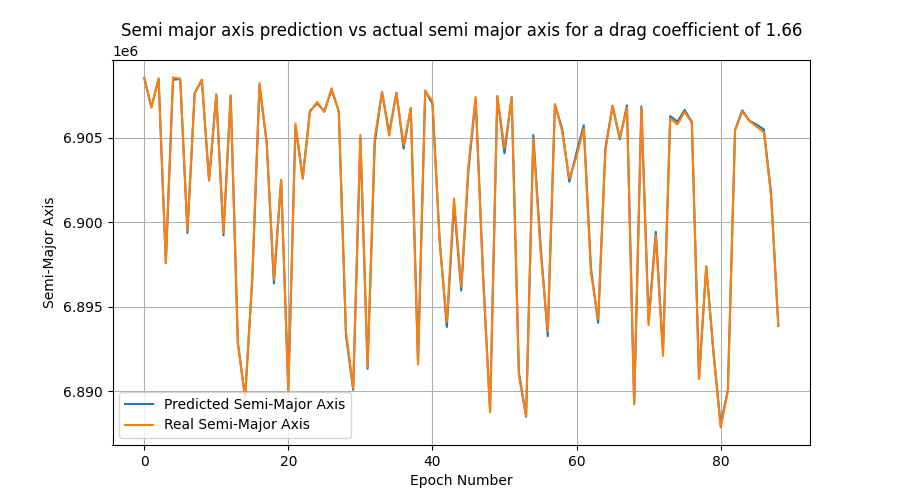 Semi major axis prediction vs actual semi major axis for a drag coefficient of 1.66
1e6
6.905
6.900
6.895
6.890
Semi-Major Axis
Predicted Semi-Major Axis
Real Semi-Major Axis
0 20 40 60 80
Epoch Number